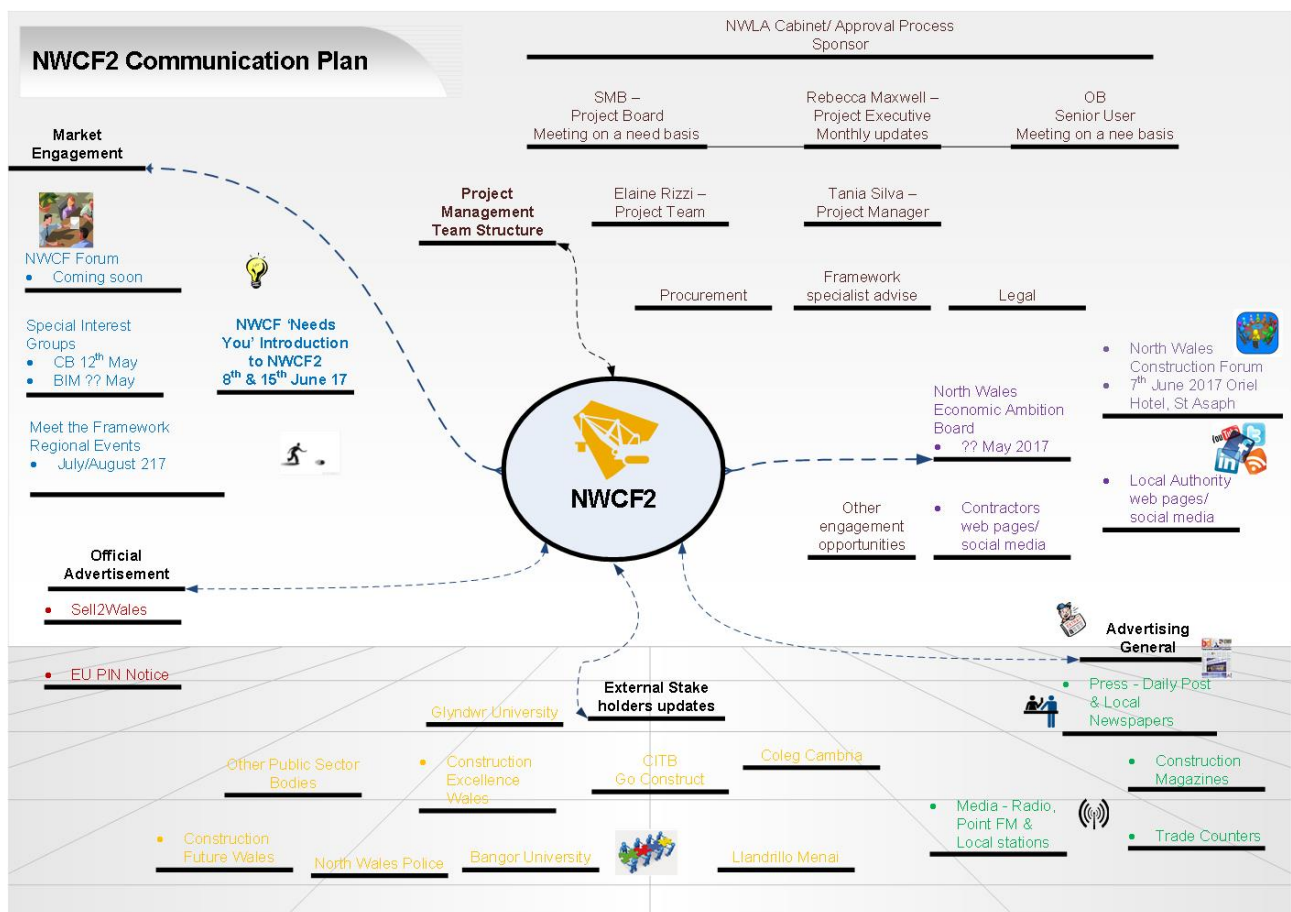 NWCF2 Communication Plan
NWLA Cabinet/ Approval Process
Sponsor
SMB –
Project Board
Meeting on a need basis
Rebecca Maxwell –
Project Executive
Monthly updates
OB
Senior User
Meeting on a nee basis
Market
Engagement
Project
Management
Team Structure
Elaine Rizzi –
Project Team
Tania Silva –
Project Manager
NWCF Forum
• Coming soon
Procurement
Framework
specialist advise
Legal
Special Interest
Groups
• CB 12th May
• BIM ?? May
NWCF ‘Needs
You’ Introduction
to NWCF2
8th & 15th June 17
Meet the Framework
Regional Events
• July/August 217
NWCF2
North Wales
Economic Ambition
Board
• ?? May 2017
• North Wales
Construction Forum
• 7th June 2017 Oriel
Hotel, St Asaph
You Tube
in
f
• Local Authority
web pages/
social media
Other
engagement
opportunities
• Contractors
web pages/
social media
Official
Advertisement
• Sell2Wales
• EU PIN Notice
External Stake
holders updates
Glyndwr University
Other Public Sector
Bodies
• Construction
Excellence
Wales
CITB
Go Construct
Coleg Cambria
• Construction
Future Wales
North Wales Police
Bangor University
Llandrillo Menai
Advertising
General
• Press - Daily Post
& Local
Newspapers
• Construction
Magazines
• Media - Radio,
Point FM &
Local stations
• Trade Counters